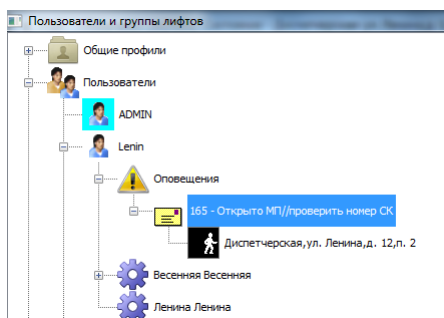 Пользователи и группы лифтов
Общие профили
Пользователи
ADMIN
Lenin
Оповещения
165 - Открыто МП//проверить номер СК
Диспетчерская,ул. Ленина,д. 12,п. 2
Весенняя Весенняя
Ленина Ленина